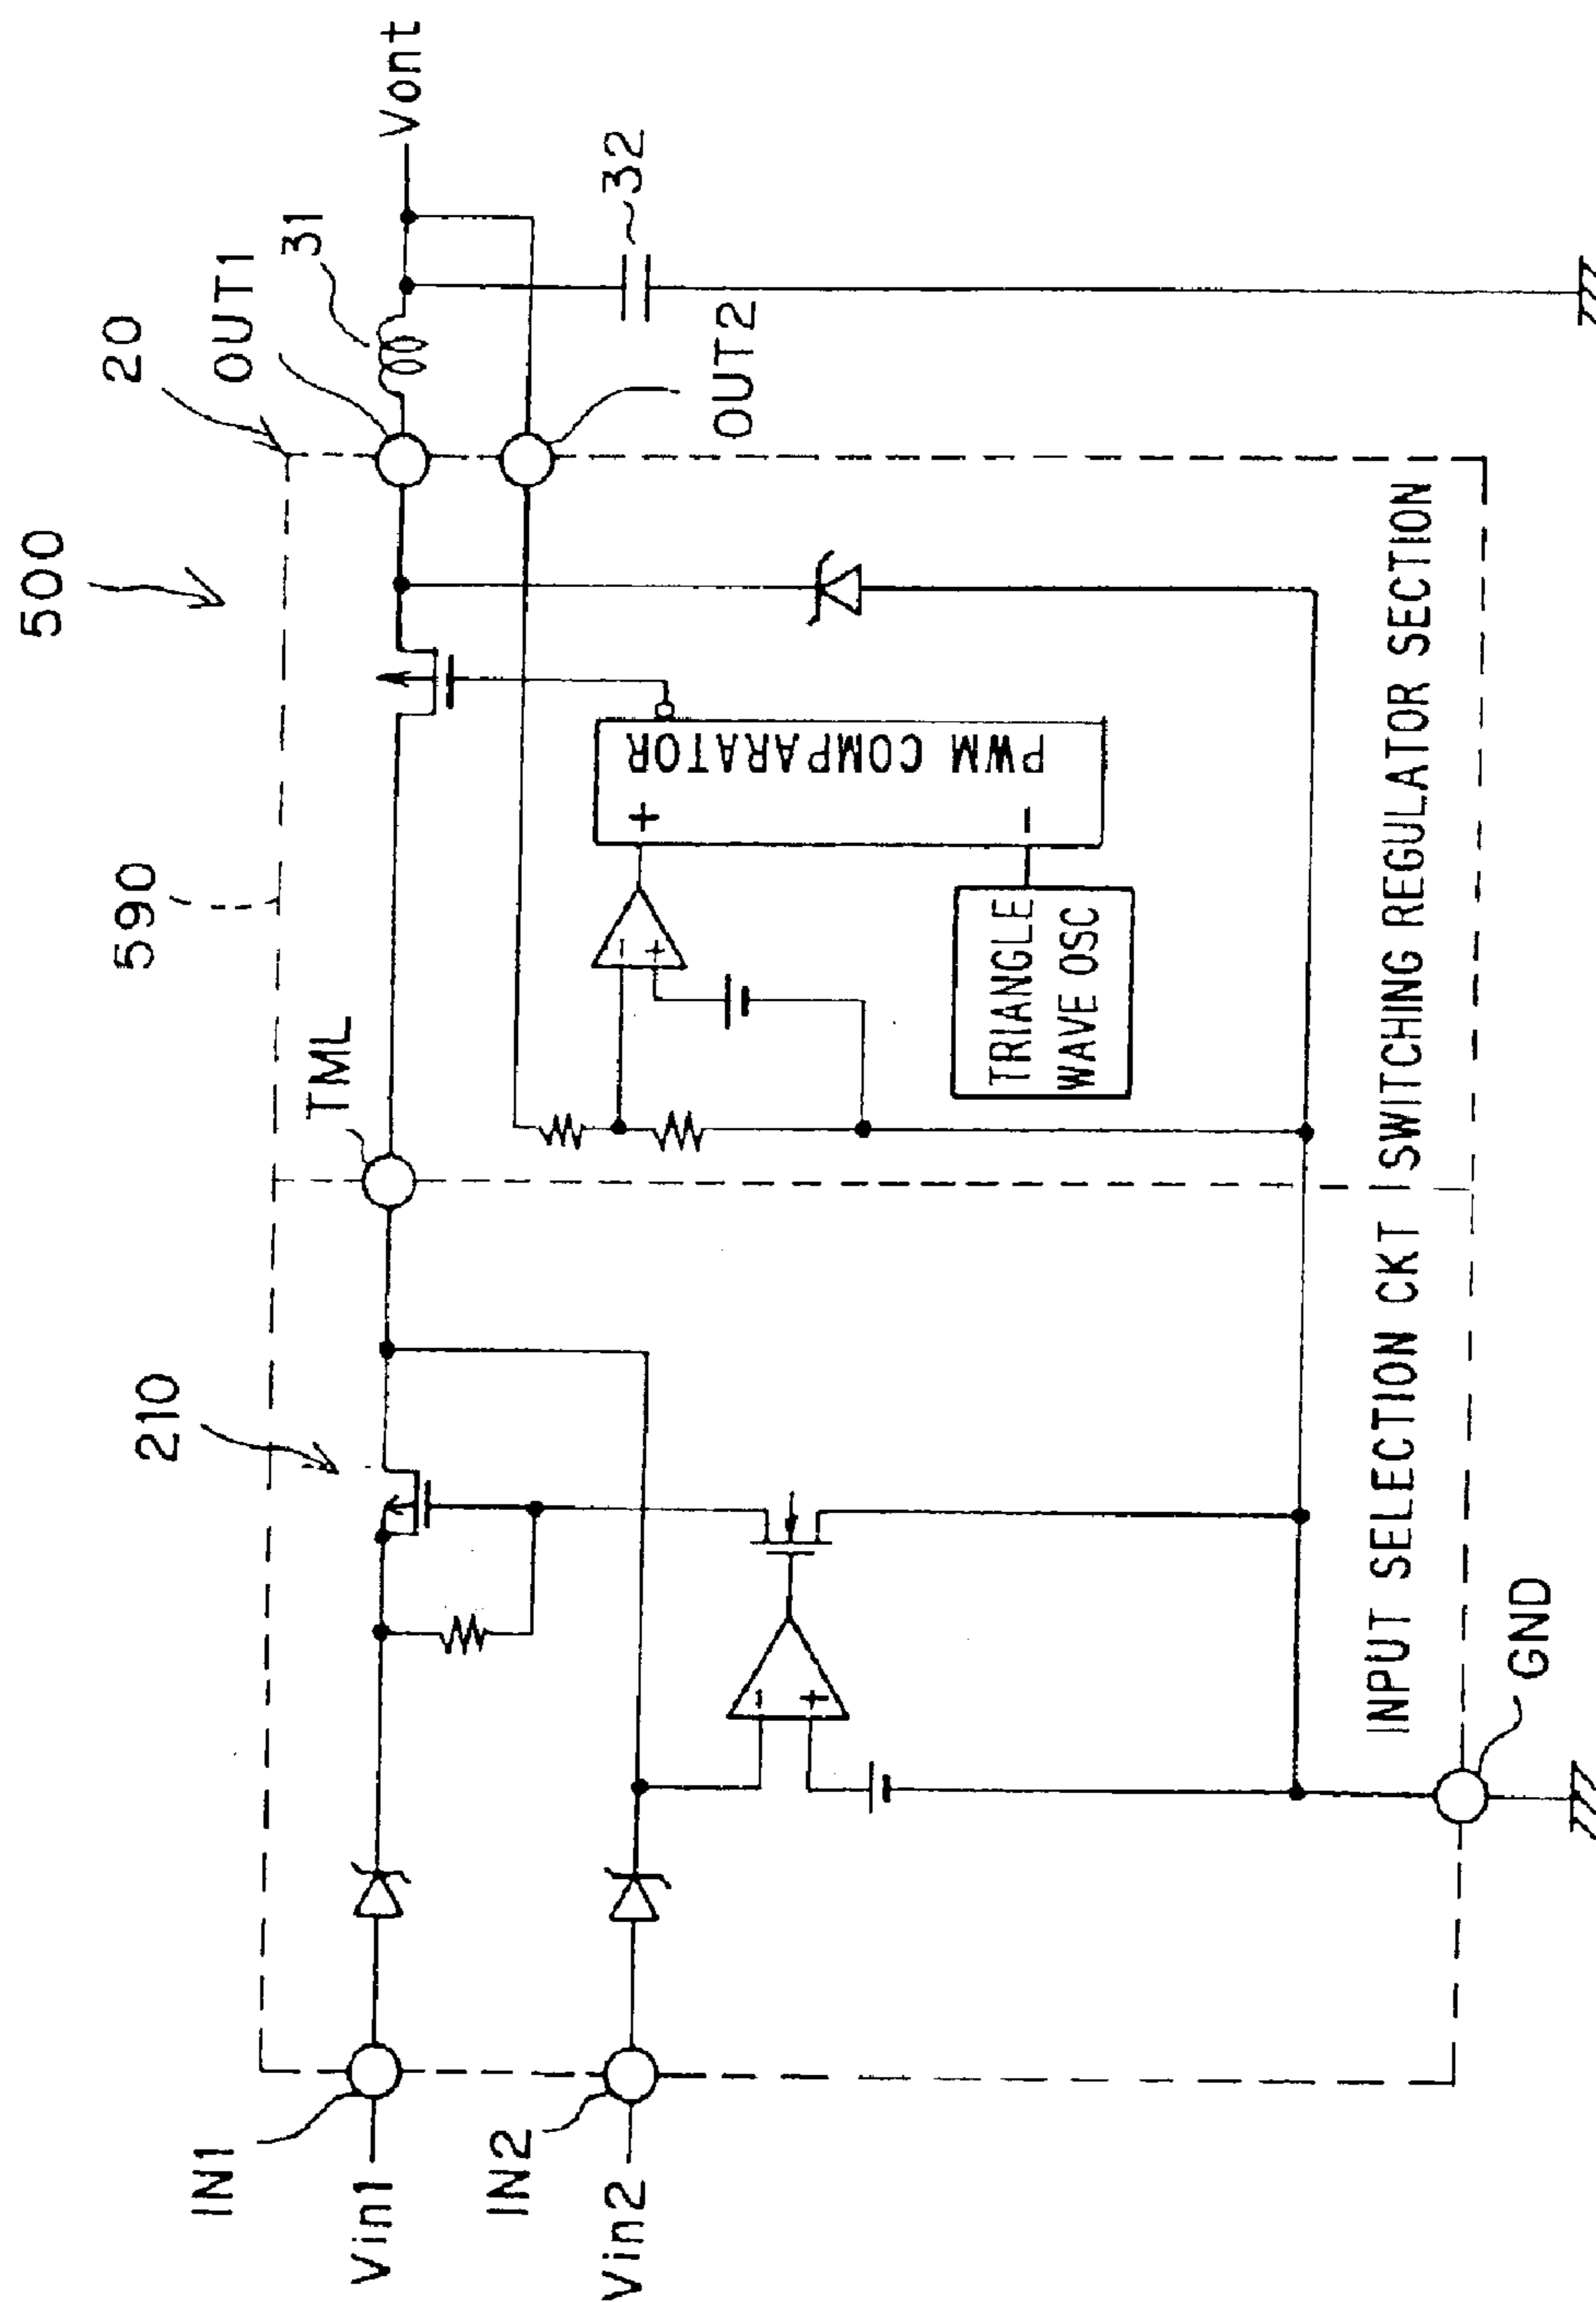 500
20
590
210
TML
OUT1
31
Vont
IN1
Vin1
IN2
Vin2
OUT2
32
+
-
PWM COMPARATOR
-
+
TRIANGLE
WAVE OSC
-
+
INPUT SELECTION CKT
SWITCHING REGULATOR SECTION
GND